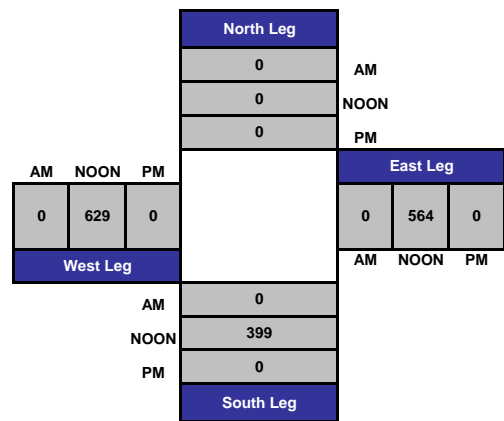 North Leg
0
AM
0
NOON
0
PM
AM NOON PM
East Leg
0 629 0
0 564 0
West Leg
AM NOON PM
AM
0
NOON
399
PM
0
South Leg